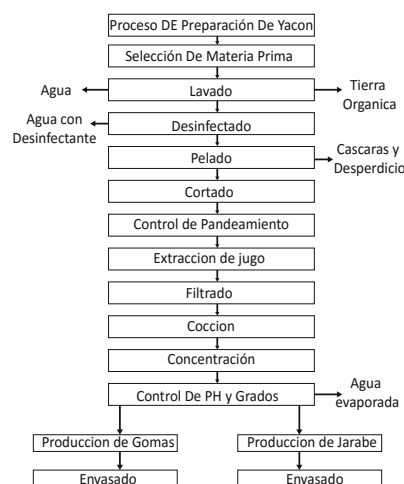 Proceso DE Preparación De Yacon
Selección De Materia Prima
Agua
Lavado
Tierra
Organica
Agua con
Desinfectante
Desinfectado
Pelado
Cascaras y
Desperdicio
Cortado
Control de Pandeamiento
Extraccion de jugo
Filtrado
Coccion
Concentración
Control De PH y Grados
Agua
evaporada
Produccion de Gomas
Produccion de Jarabe
Envasado
Envasado